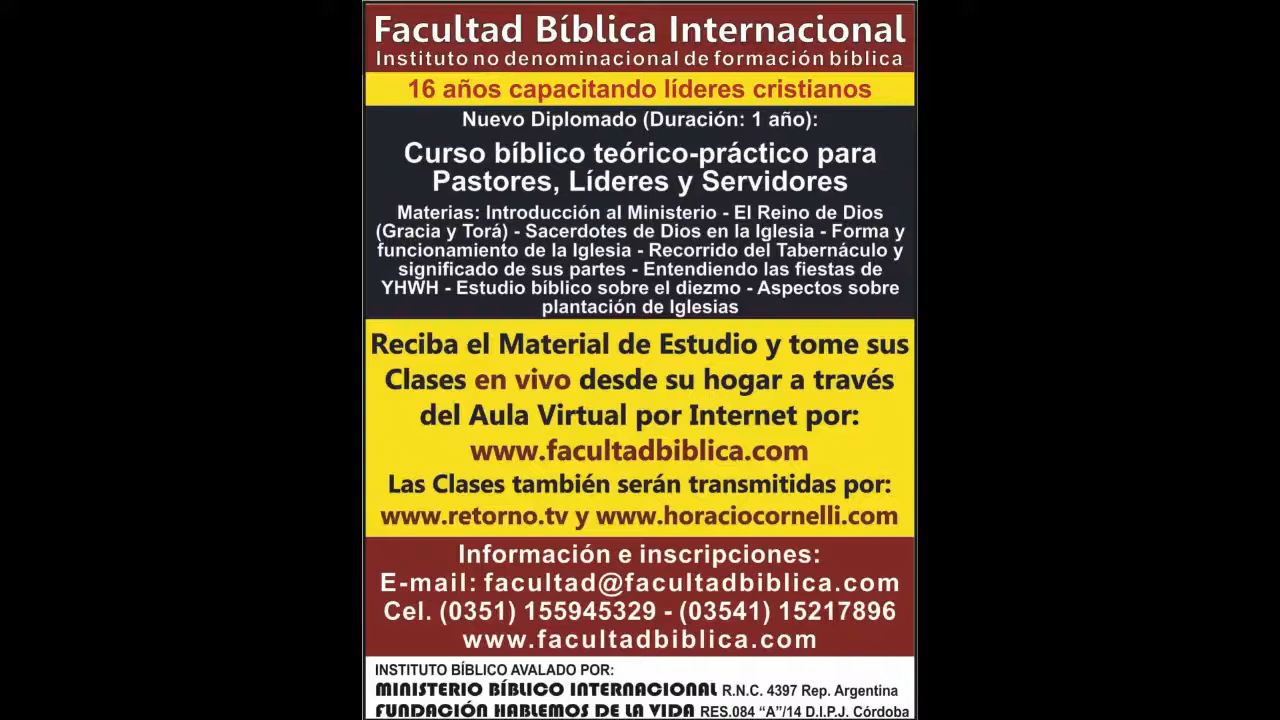 Facultad Bíblica Internacional
Instituto no denominacional de formación bíblica
16 años capacitando líderes cristianos
Nuevo Diplomado (Duración: 1 año):
Curso bíblico teórico-práctico para
Pastores, Líderes y Servidores
Materias: Introducción al Ministerio - El Reino de Dios
(Gracia y Torá) - Sacerdotes de Dios en la Iglesia - Forma y
funcionamiento de la Iglesia - Recorrido del Tabernáculo y
significado de sus partes - Entendiendo las fiestas de
YHWH - Estudio bíblico sobre el diezmo - Aspectos sobre
plantación de Iglesias
Reciba el Material de Estudio y tome sus
Clases en vivo desde su hogar a través
del Aula Virtual por Internet por:
www.facultadbiblica.com
Las Clases también serán transmitidas por:
www.retorno.tv y www.horaciocornelli.com
Información e inscripciones:
E-mail: facultad@facultadbiblica.com
Cel. (0351) 155945329 - (03541) 15217896
www.facultadbiblica.com
INSTITUTO BÍBLICO AVALADO POR:
MINISTERIO BÍBLICO INTERNACIONAL R.N.C. 4397 Rep. Argentina
FUNDACIÓN HABLEMOS DE LA VIDA RES.084 “A”/14 D.I.P.J. Córdoba